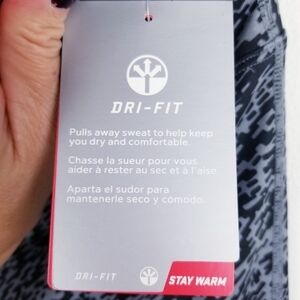 DRI-FIT
Pulls away sweat to help keep
you dry and comfortable.
Chasse la sueur pour vous
aider à rester au sec et à l'aise.
Aparta el sudor para
mantenerle seco y cómodo.
DRI-FIT
STAY WARM